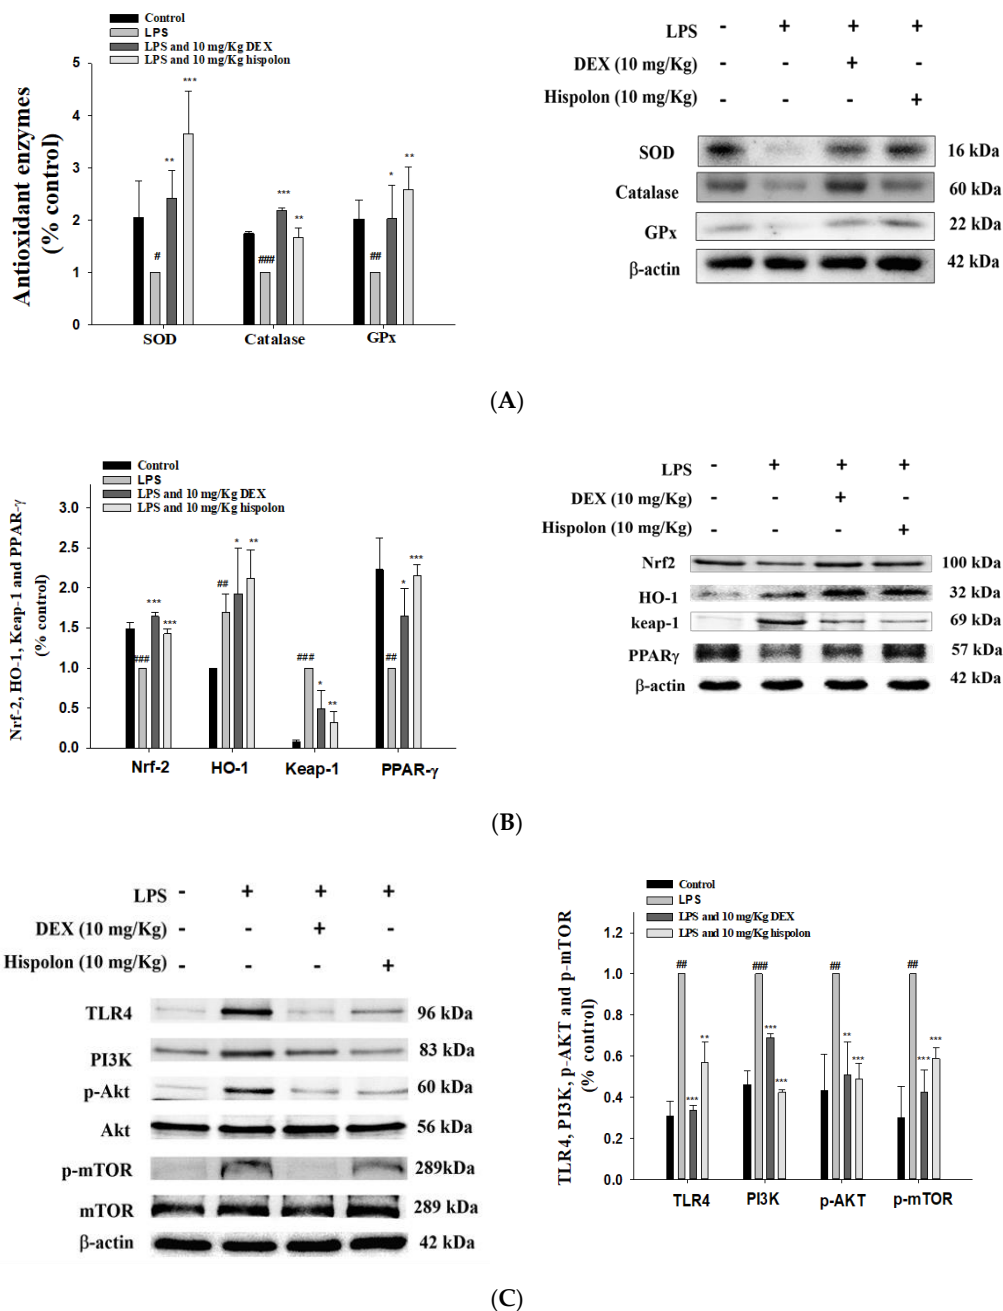 Control
LPS
LPS and 10 mg/Kg DEX
LPS and 10 mg/Kg hispolon
Antioxidant enzymes
(% control)
5
4
3
2
1
0
***
**
#
***
**
###
**
*
##
SOD Catalase GPx
LPS - + + +
DEX (10 mg/Kg) - - + -
Hispolon (10 mg/Kg) - - - +
SOD 16 kDa
Catalase 60 kDa
GPx 22 kDa
β-actin 42 kDa
(A)
Control
LPS
LPS and 10 mg/Kg DEX
LPS and 10 mg/Kg hispolon
Nrf-2, HO-1, Keap-1 and PPAR-γ
(% control)
3.0
2.5
2.0
1.5
1.0
0.5
0.0
***
***
###
* **
##
###
*
**
***
*
##
Nrf-2 HO-1 Keap-1 PPAR-γ
LPS - + + +
DEX (10 mg/Kg) - - + -
Hispolon (10 mg/Kg) - - - +
Nrf2 100 kDa
HO-1 32 kDa
keap-1 69 kDa
PPARγ 57 kDa
β-actin 42 kDa
(B)
LPS - + + +
DEX (10 mg/Kg) - - + -
Hispolon (10 mg/Kg) - - - +
TLR4 96 kDa
PI3K 83 kDa
p-Akt 60 kDa
Akt 56 kDa
p-mTOR 289kDa
mTOR 289 kDa
β-actin 42 kDa
Control
LPS
LPS and 10 mg/Kg DEX
LPS and 10 mg/Kg hispolon
TLR4, PI3K, p-AKT and p-mTOR
(% control)
1.2
1.0
0.8
0.6
0.4
0.2
0.0
## ### ## ##
**
***
***
***
**
***
***
***
TLR4 PI3K p-AKT p-mTOR
(C)